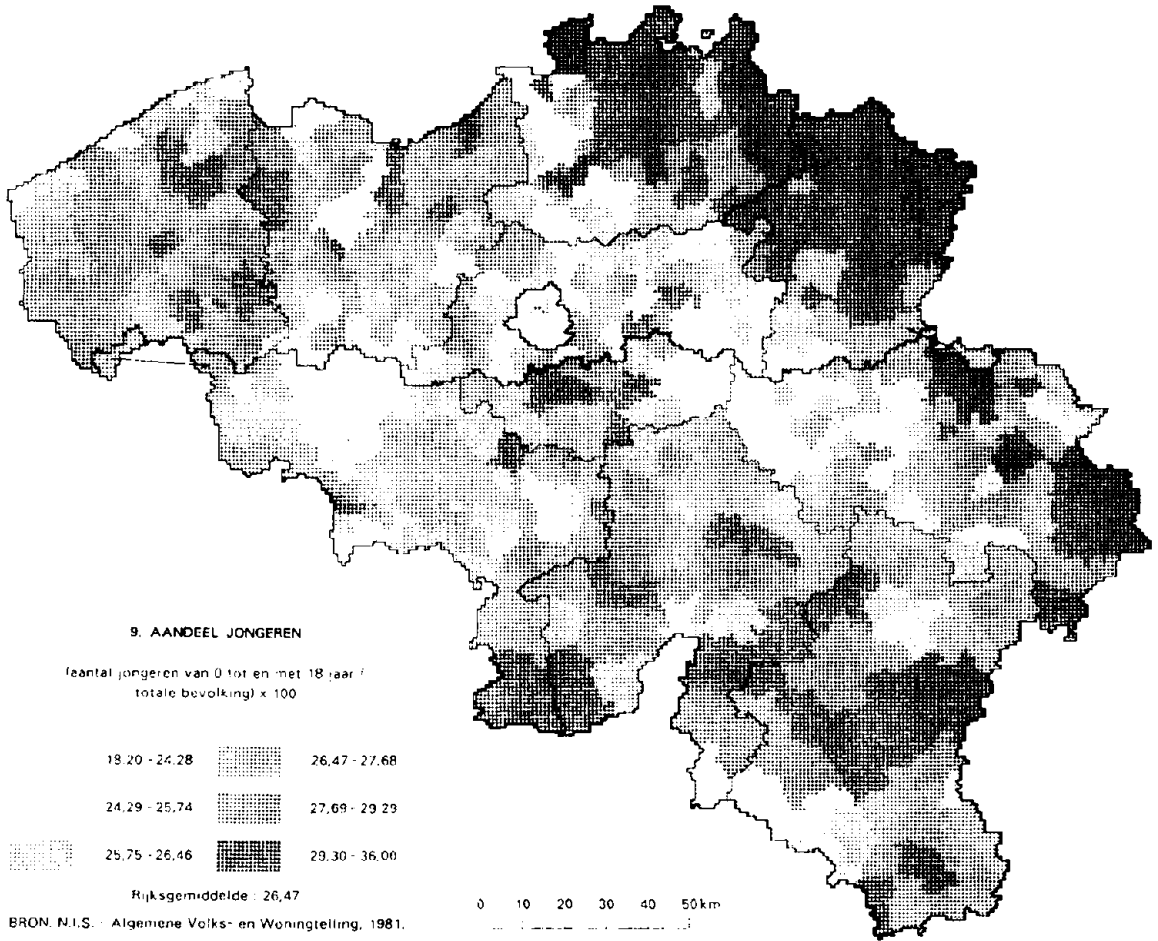 9. AANDEEL JONGEREN
(aantal jongeren van 0 tot en met 18 jaar /
totale bevolking) x 100
18.20 - 24.28 26,47 - 27,68
24,29 - 25,74 27,69 - 29 29
25,75 - 26,46 29,30 - 36,00
Rijksgemiddelde : 26,47
BRON. N.I.S. : Algemene Volks- en Woningtelling, 1981.
0 10 20 30 40 50 km